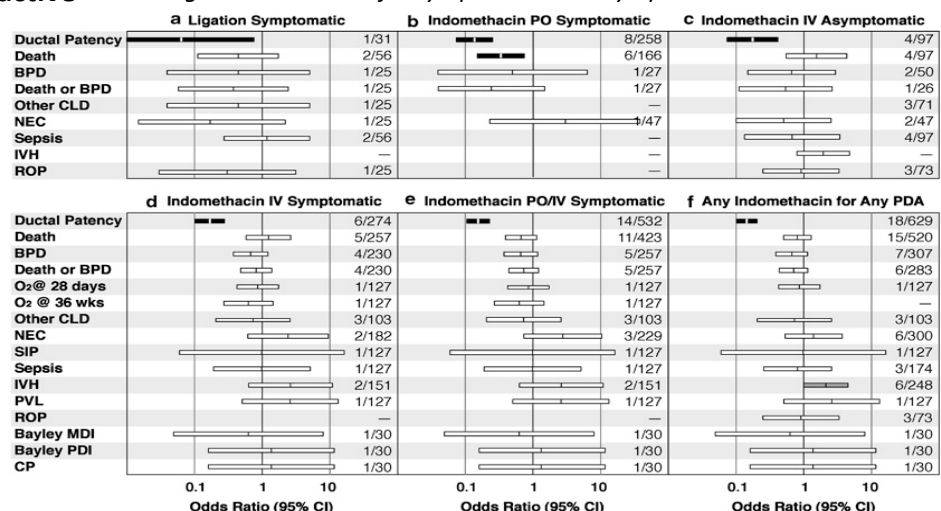 a Ligation Symptomatic
b Indomethacin PO Symptomatic
c Indomethacin IV Asymptomatic
Ductal Patency 1/31 8/258 4/97
Death 2/56 6/166 4/97
BPD 1/25 1/27 2/50
Death or BPD 1/25 1/27 1/26
Other CLD 1/25 — 3/71
NEC 1/25 1/47 2/47
Sepsis 2/56 — 4/97
IVH — — —
ROP 1/25 — 3/73
d Indomethacin IV Symptomatic
e Indomethacin PO/IV Symptomatic
f Any Indomethacin for Any PDA
Ductal Patency 6/274 14/532 18/629
Death 5/257 11/423 15/520
BPD 4/230 5/257 7/307
Death or BPD 4/230 5/257 6/283
O₂@ 28 days 1/127 1/127 1/127
O₂ @ 36 wks 1/127 1/127 —
Other CLD 3/103 3/103 3/103
NEC 2/182 3/229 6/300
SIP 1/127 1/127 1/127
Sepsis 1/127 1/127 3/174
IVH 2/151 2/151 6/248
PVL 1/127 1/127 1/127
ROP — — 3/73
Bayley MDI 1/30 1/30 1/30
Bayley PDI 1/30 1/30 1/30
CP 1/30 1/30 1/30
0.1 1 10 0.1 1 10 0.1 1 10
Odds Ratio (95% CI) Odds Ratio (95% CI) Odds Ratio (95% CI)